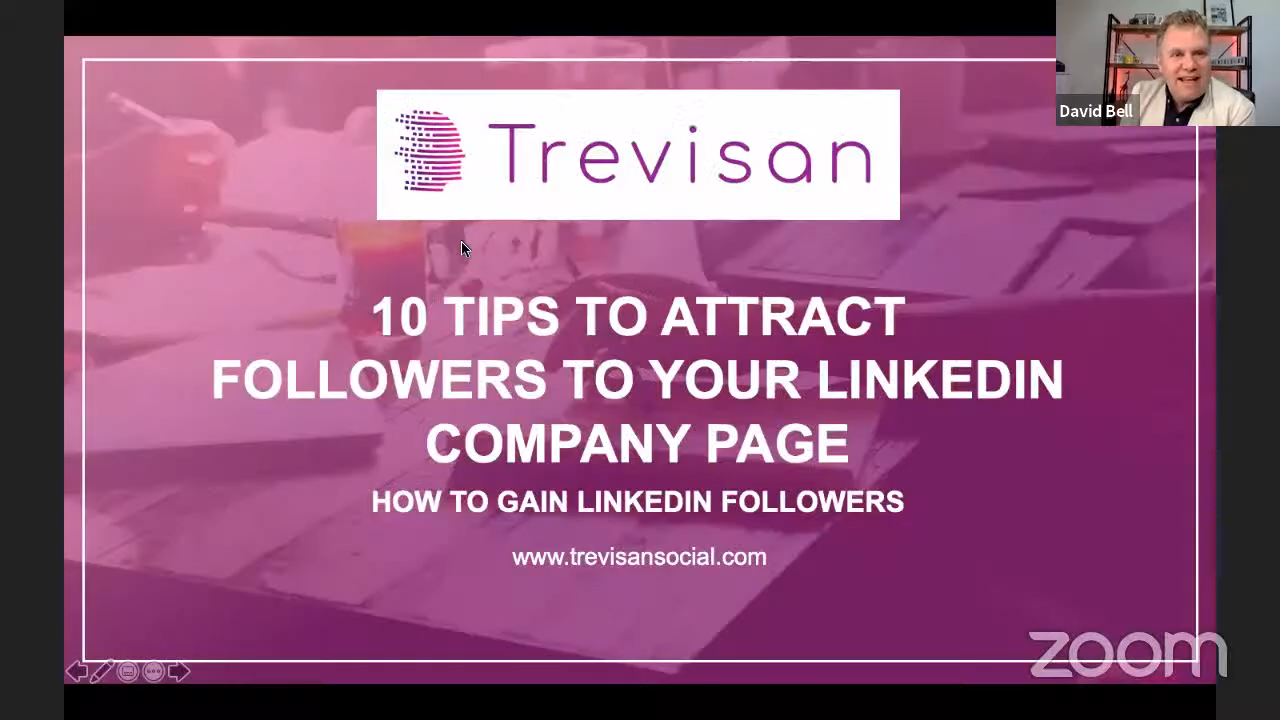 David Bell
Trevisan
10 TIPS TO ATTRACT
FOLLOWERS TO YOUR LINKEDIN
COMPANY PAGE
HOW TO GAIN LINKEDIN FOLLOWERS
www.trevisansocial.com
zoom